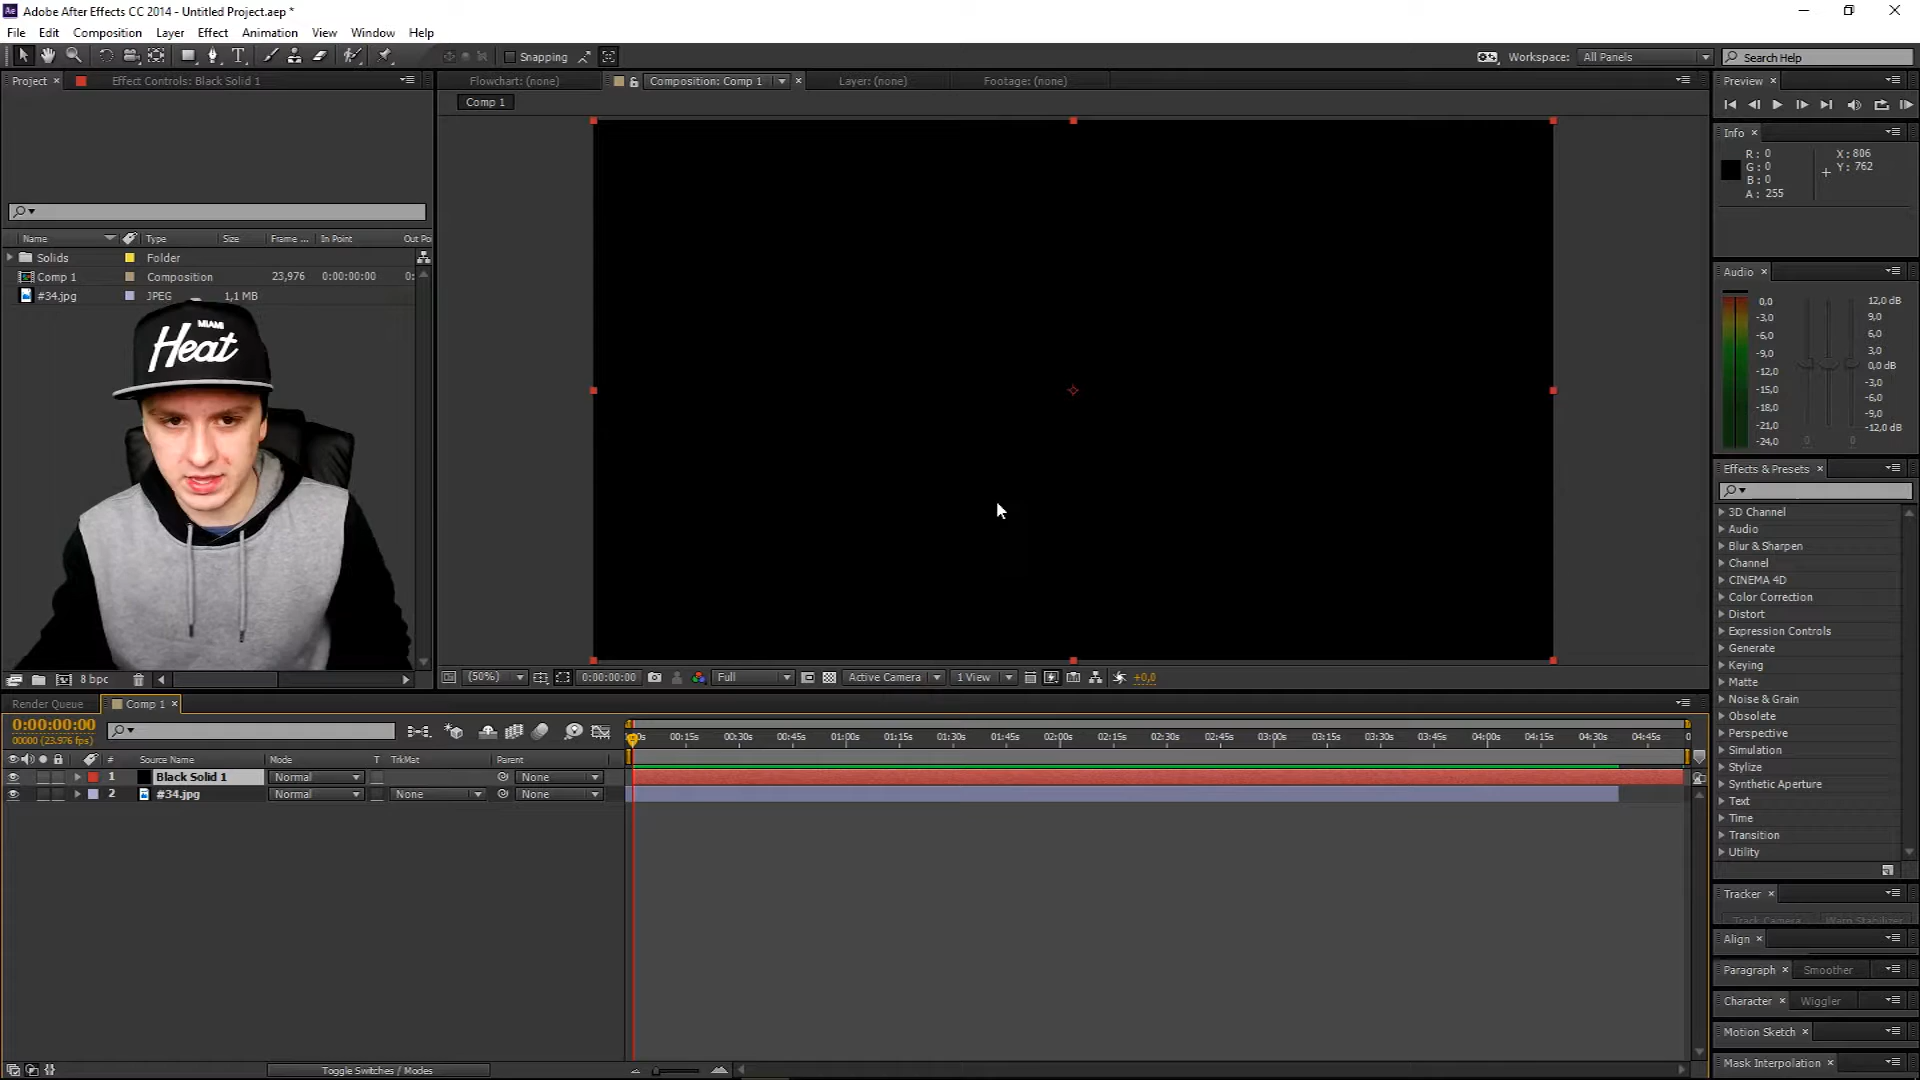 Adobe After Effects CC 2014 - Untitled Project.aep *
File Edit Composition Layer Effect Animation View Window Help
Snapping
Workspace: All Panels
Search Help
Project × Effect Controls: Black Solid 1
Flowchart: (none) Composition: Comp 1 × Layer: (none) Footage: (none)
Comp 1
Name Type Size Frame ... In Point Out Po
Solids Folder
Comp 1 Composition 23,976 0:00:00:00 0:
#34.jpg JPEG 1,1 MB
MIAMI
Heat
8 bpc
(50%) 0:00:00:00 Full Active Camera 1 View +0,0
Preview ×
Info ×
R: 0 X: 806
G: 0 Y: 762
B: 0
A: 255
Audio ×
0,0 12,0 dB
-3,0 9,0
-6,0 6,0
-9,0 3,0
-12,0 0,0 dB
-15,0 -3,0
-18,0 -6,0
-21,0 -9,0
-24,0 0 0 -12,0 dB
Effects & Presets ×
3D Channel
Audio
Blur & Sharpen
Channel
CINEMA 4D
Color Correction
Distort
Expression Controls
Generate
Keying
Matte
Noise & Grain
Obsolete
Perspective
Simulation
Stylize
Synthetic Aperture
Text
Time
Transition
Utility
Tracker ×
Track Camera Warp Stabilizer
Align ×
Paragraph × Smoother
Character × Wiggler
Motion Sketch ×
Mask Interpolation ×
Render Queue Comp 1 ×
0:00:00:00
00000 (23.976 fps)
00:15s 00:30s 00:45s 01:00s 01:15s 01:30s 01:45s 02:00s 02:15s 02:30s 02:45s 03:00s 03:15s 03:30s 03:45s 04:00s 04:15s 04:30s 04:45s
# Source Name Mode T TrkMat Parent
1 Black Solid 1 Normal None
2 #34.jpg Normal None None
Toggle Switches / Modes